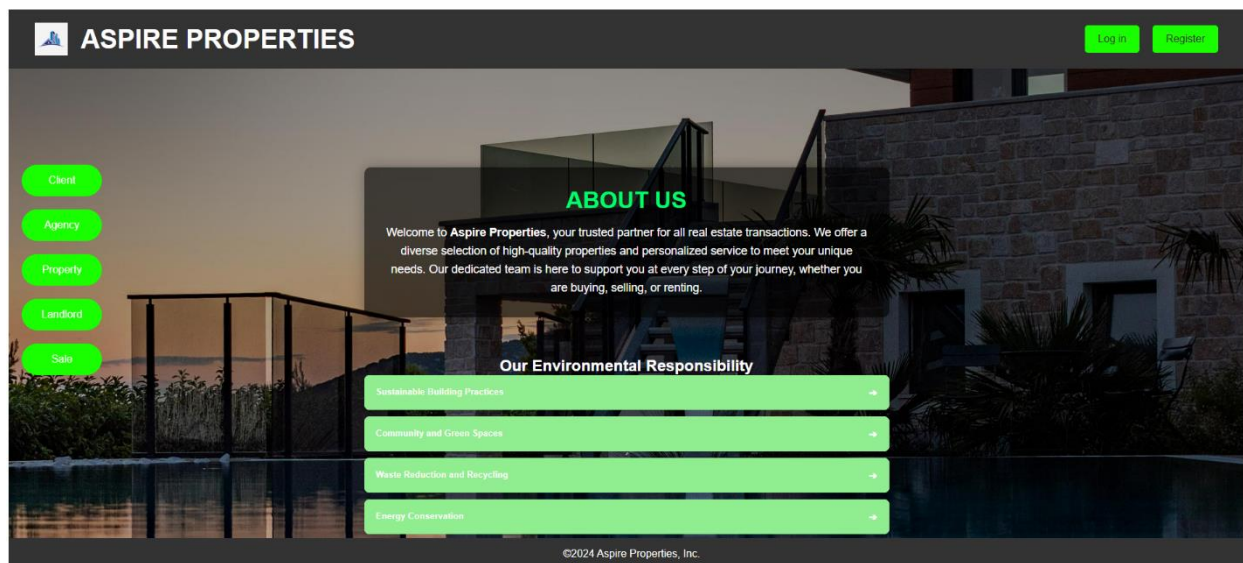 ASPIRE PROPERTIES
Log in
Register
Client
Agency
Property
Landlord
Sale
ABOUT US
Welcome to Aspire Properties, your trusted partner for all real estate transactions. We offer a
diverse selection of high-quality properties and personalized service to meet your unique
needs. Our dedicated team is here to support you at every step of your journey, whether you
are buying, selling, or renting.
Our Environmental Responsibility
Sustainable Building Practices
Community and Green Spaces
Waste Reduction and Recycling
Energy Conservation
©2024 Aspire Properties, Inc.